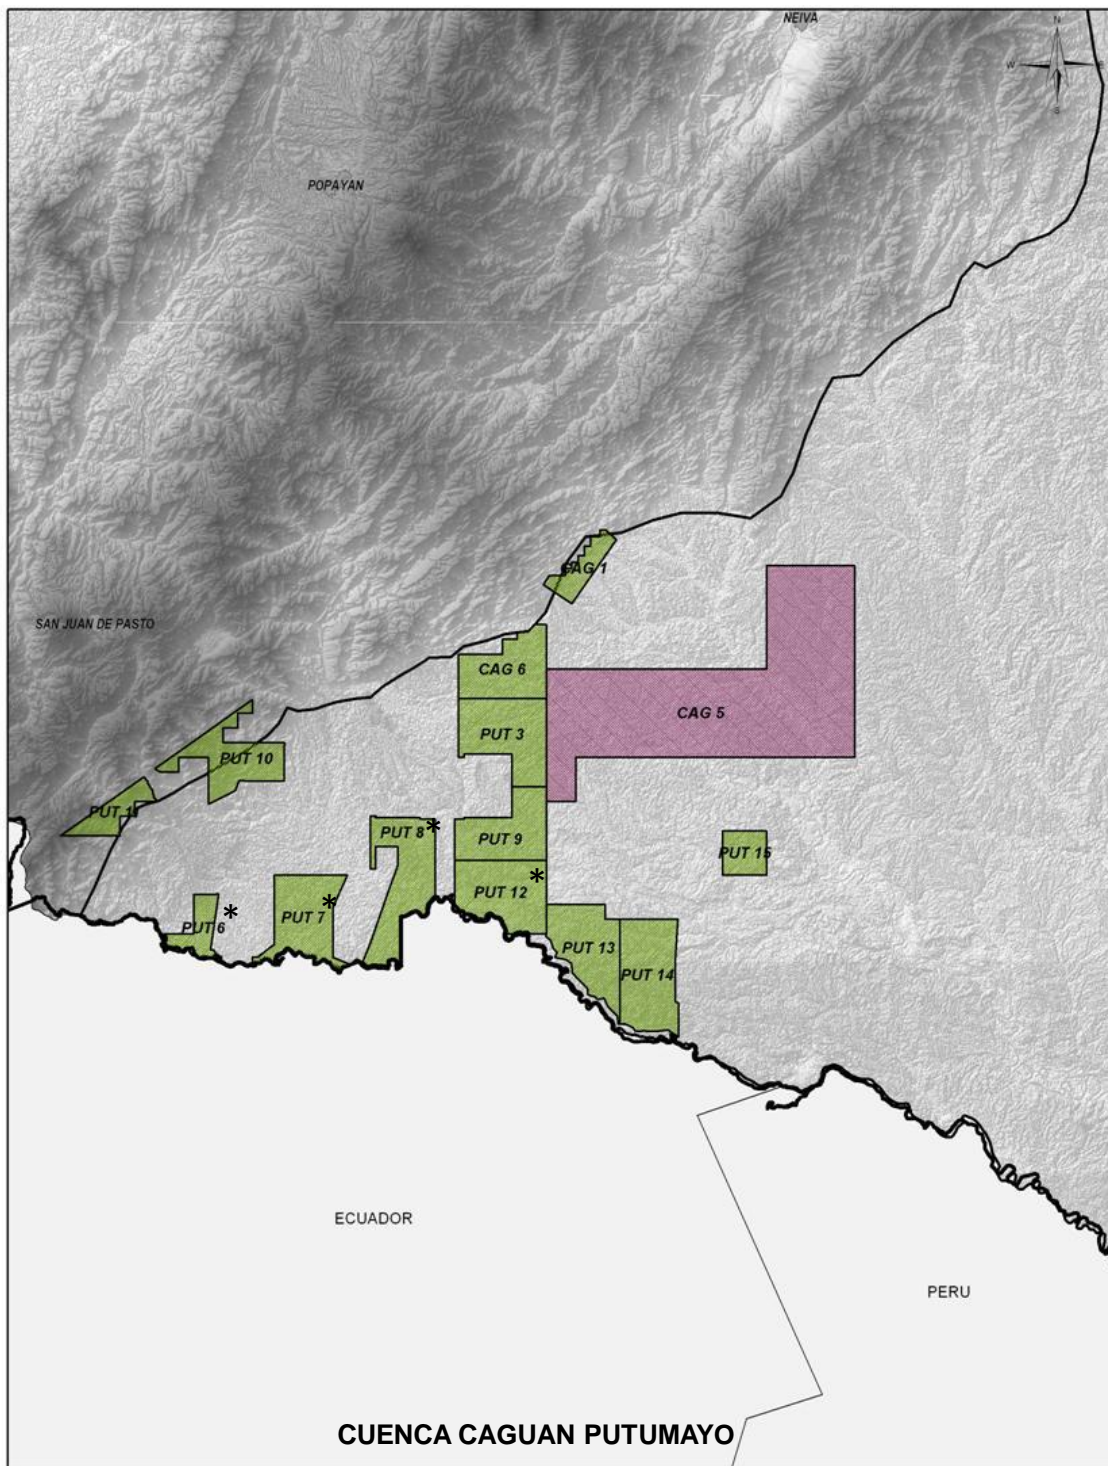 NEIVA
N
W
E
S
POPAYAN
CAG 1
SAN JUAN DE PASTO
CAG 6
CAG 5
PUT 3
PUT 10
PUT 11
PUT 8 *
PUT 9
PUT 15
PUT 12 *
PUT 7 *
PUT 6 *
PUT 13
PUT 14
ECUADOR
PERU
CUENCA CAGUAN PUTUMAYO